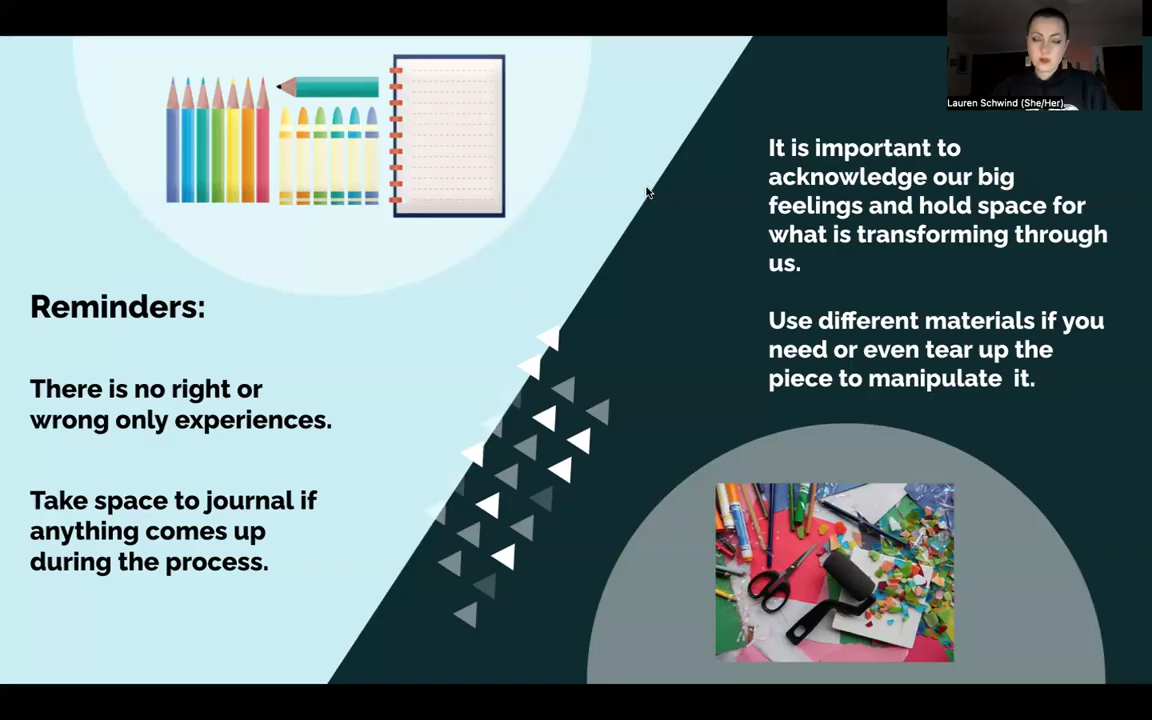 Lauren Schwind (She/Her)
Reminders:
There is no right or
wrong only experiences.
Take space to journal if
anything comes up
during the process.
It is important to
acknowledge our big
feelings and hold space for
what is transforming through
us.
Use different materials if you
need or even tear up the
piece to manipulate  it.